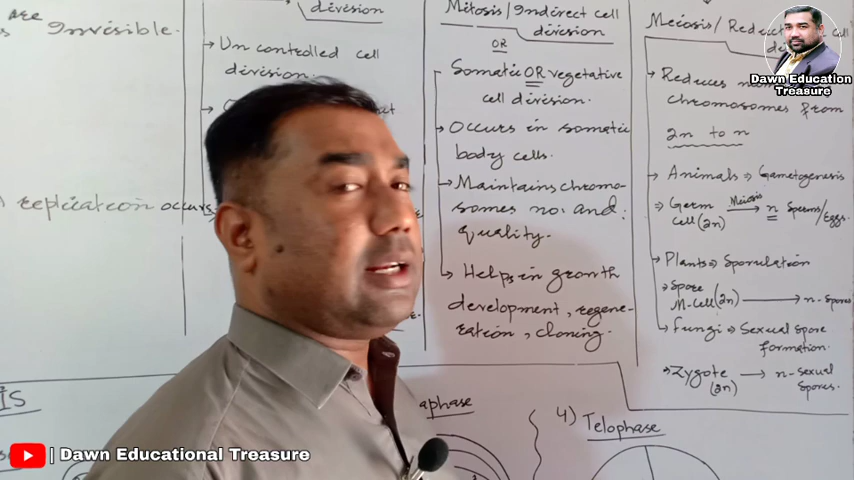 are
Invisible.
replication occurs
division
→ Un controlled cell
division.
Mitosis/Indirect cell
division
OR
Somatic OR vegetative
cell division.
→ Occurs in somatic
body cells.
→ Maintains chromo-
somes no. and
quality.
→ Helps in growth
development, regene-
ration, cloning.
Meiosis/
→ Reduces
chromosomes from
2n to n
→ Animals ⇒ Gametogenesis
⇒ Germ Meiosis → n Sperms/Eggs.
Cell (2n)
→ Plants ⇒ Sporulation
→ Spore
M-Cell (2n) → n-Spores
→ Fungi ⇒ Sexual spore
formation.
→ Zygote → n-sexual
(2n) Spores.
aphase
4) Telophase
Dawn Education
Treasure
| Dawn Educational Treasure